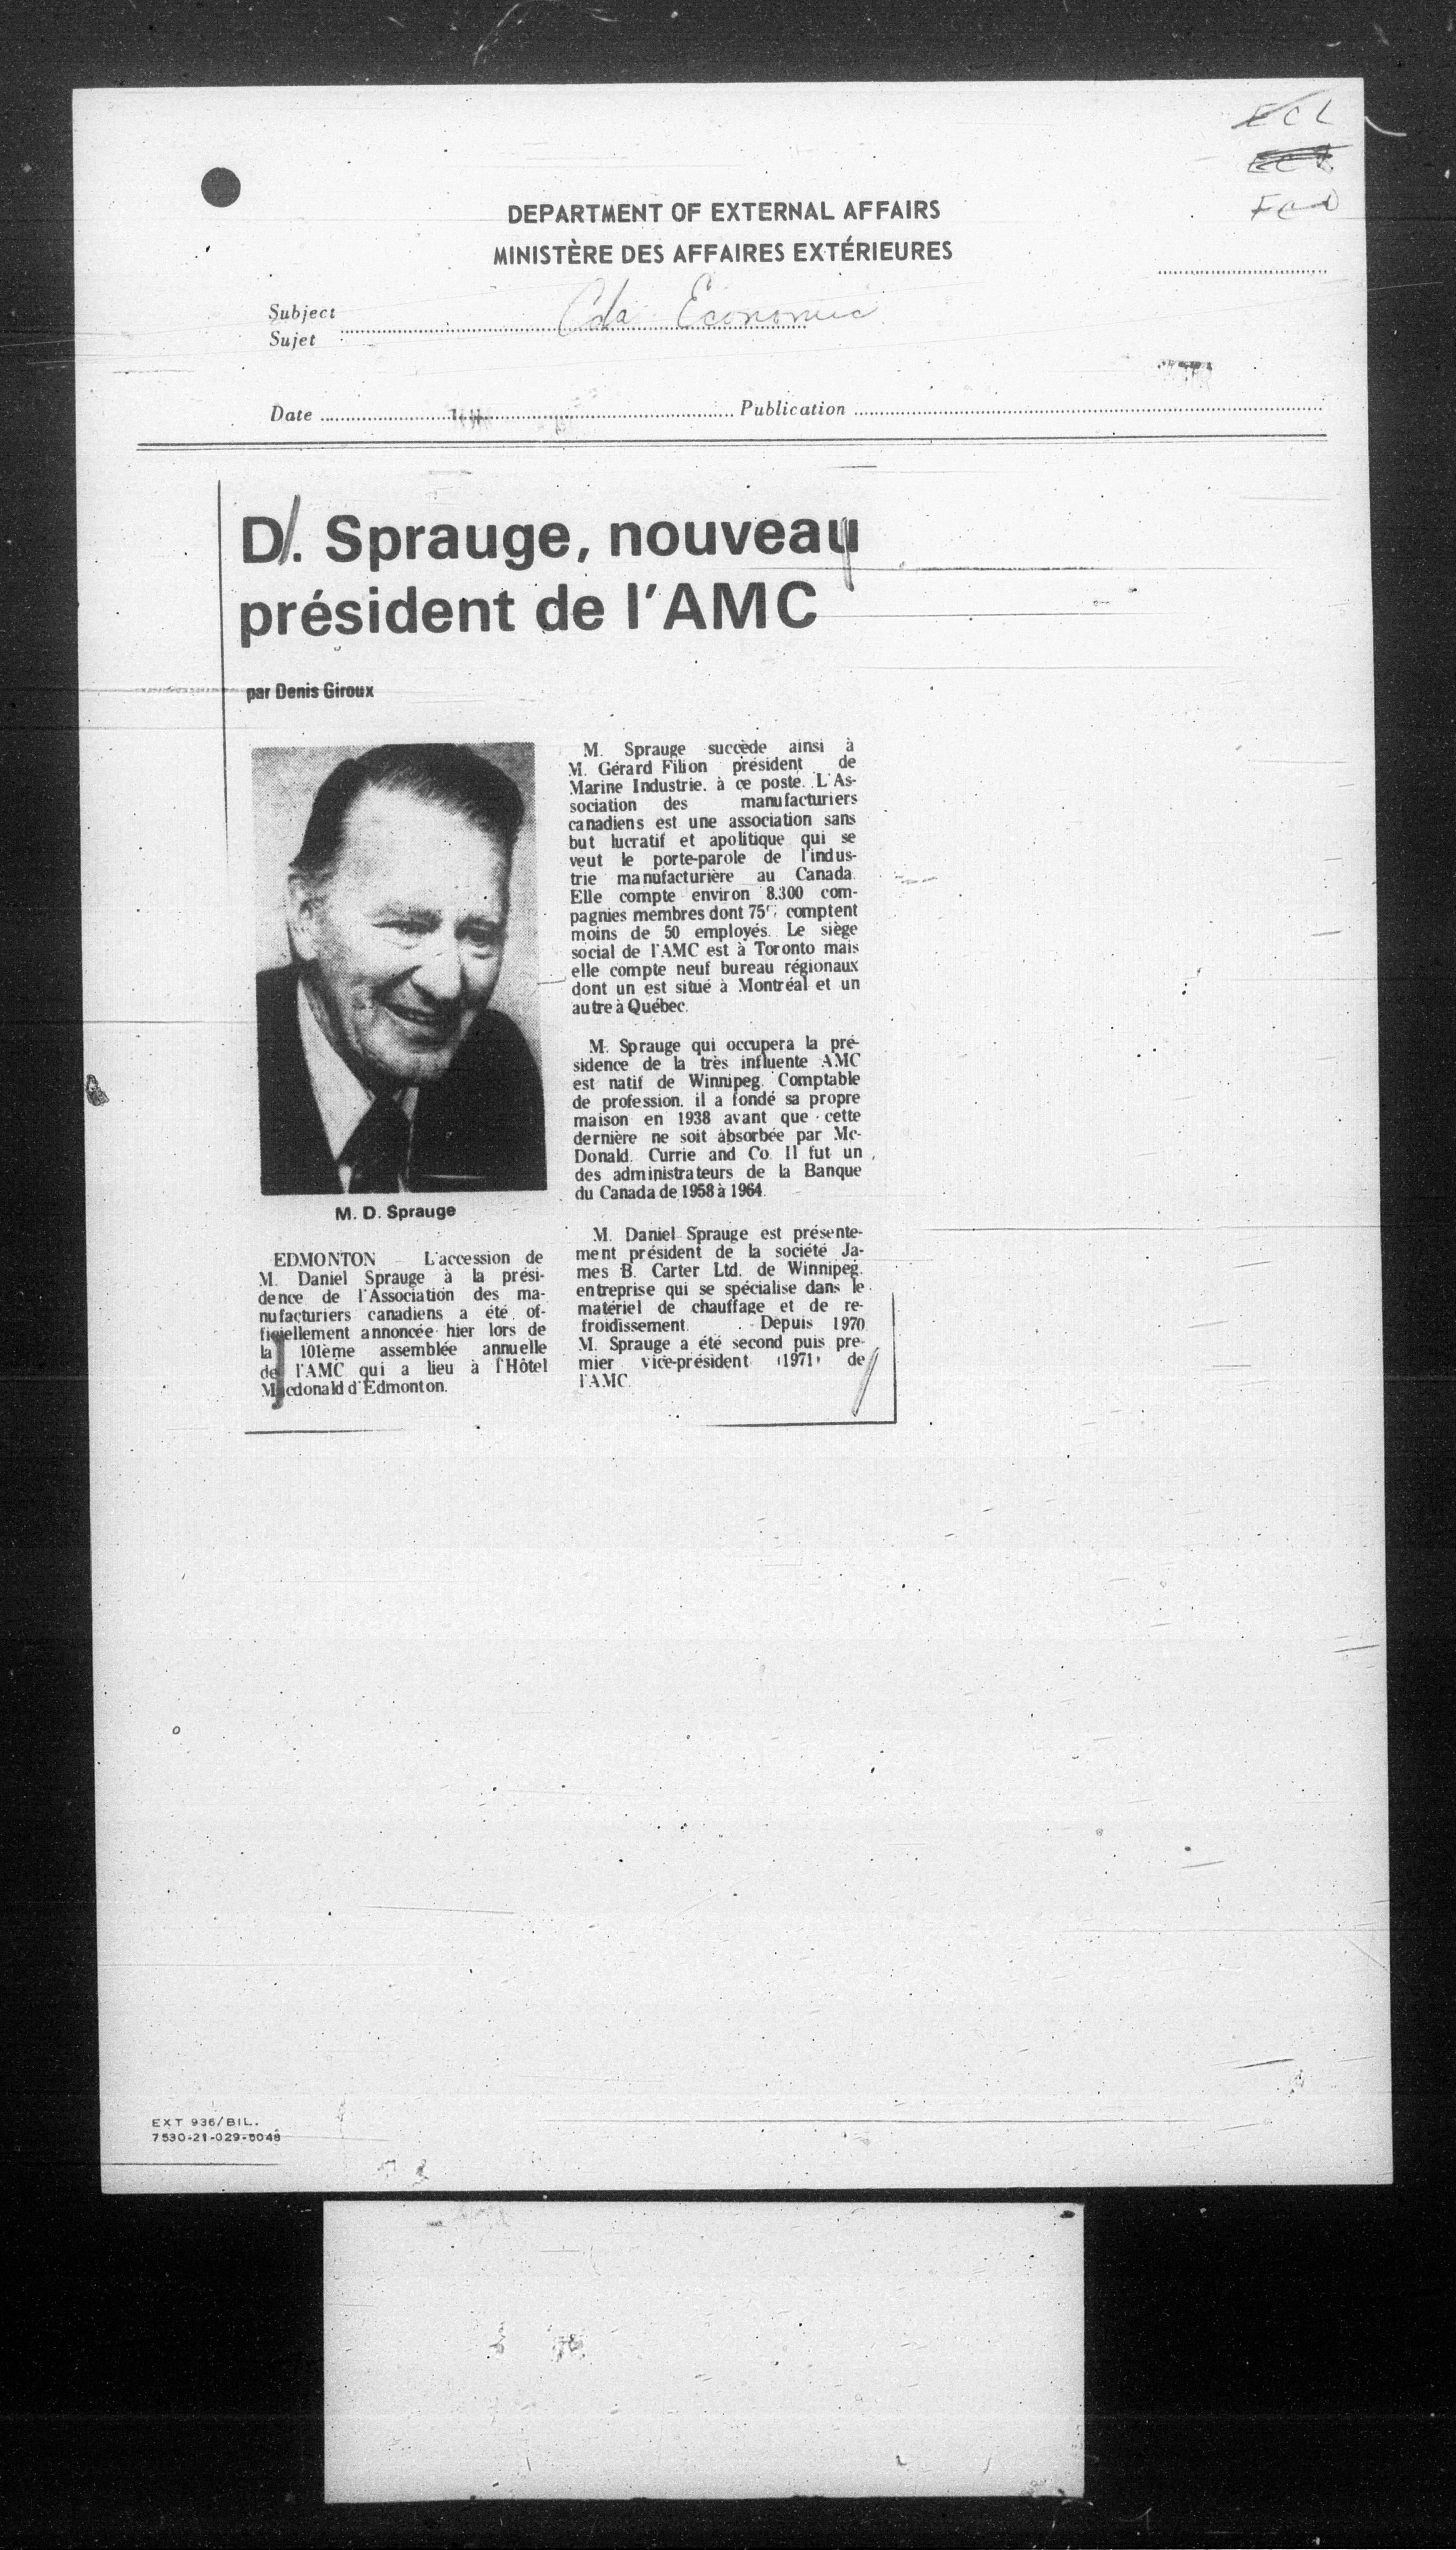 ECL
FCO
DEPARTMENT OF EXTERNAL AFFAIRS
MINISTÈRE DES AFFAIRES EXTÉRIEURES
Subject
Sujet
Cda Economic
Date
Publication
D. Sprauge, nouveau
président de l'AMC
par Denis Giroux
M. D. Sprauge
EDMONTON – L'accession de
M. Daniel Sprauge à la prési-
dence de l'Association des ma-
nufacturiers canadiens a été of-
ficiellement annoncée hier lors de
la 101ème assemblée annuelle
de l'AMC qui a lieu à l'Hôtel
Macdonald d'Edmonton.
M. Sprauge succède ainsi à
M. Gérard Filion président de
Marine Industrie, à ce poste. L'As-
sociation des manufacturiers
canadiens est une association sans
but lucratif et apolitique qui se
veut le porte-parole de l'indus-
trie manufacturière au Canada.
Elle compte environ 8.300 com-
pagnies membres dont 75% comptent
moins de 50 employés. Le siège
social de l'AMC est à Toronto mais
elle compte neuf bureau régionaux
dont un est situé à Montréal et un
autre à Québec.
M. Sprauge qui occupera la pré-
sidence de la très influente AMC
est natif de Winnipeg. Comptable
de profession, il a fondé sa propre
maison en 1938 avant que cette
dernière ne soit absorbée par Mc-
Donald, Currie and Co. Il fut un
des administrateurs de la Banque
du Canada de 1958 à 1964.
M. Daniel Sprauge est présente-
ment président de la société Ja-
mes B. Carter Ltd. de Winnipeg,
entreprise qui se spécialise dans le
matériel de chauffage et de re-
froidissement. Depuis 1970
M. Sprauge a été second puis pre-
mier vice-président (1971) de
l'AMC.
EXT 936/BIL.
7530-21-029-5048